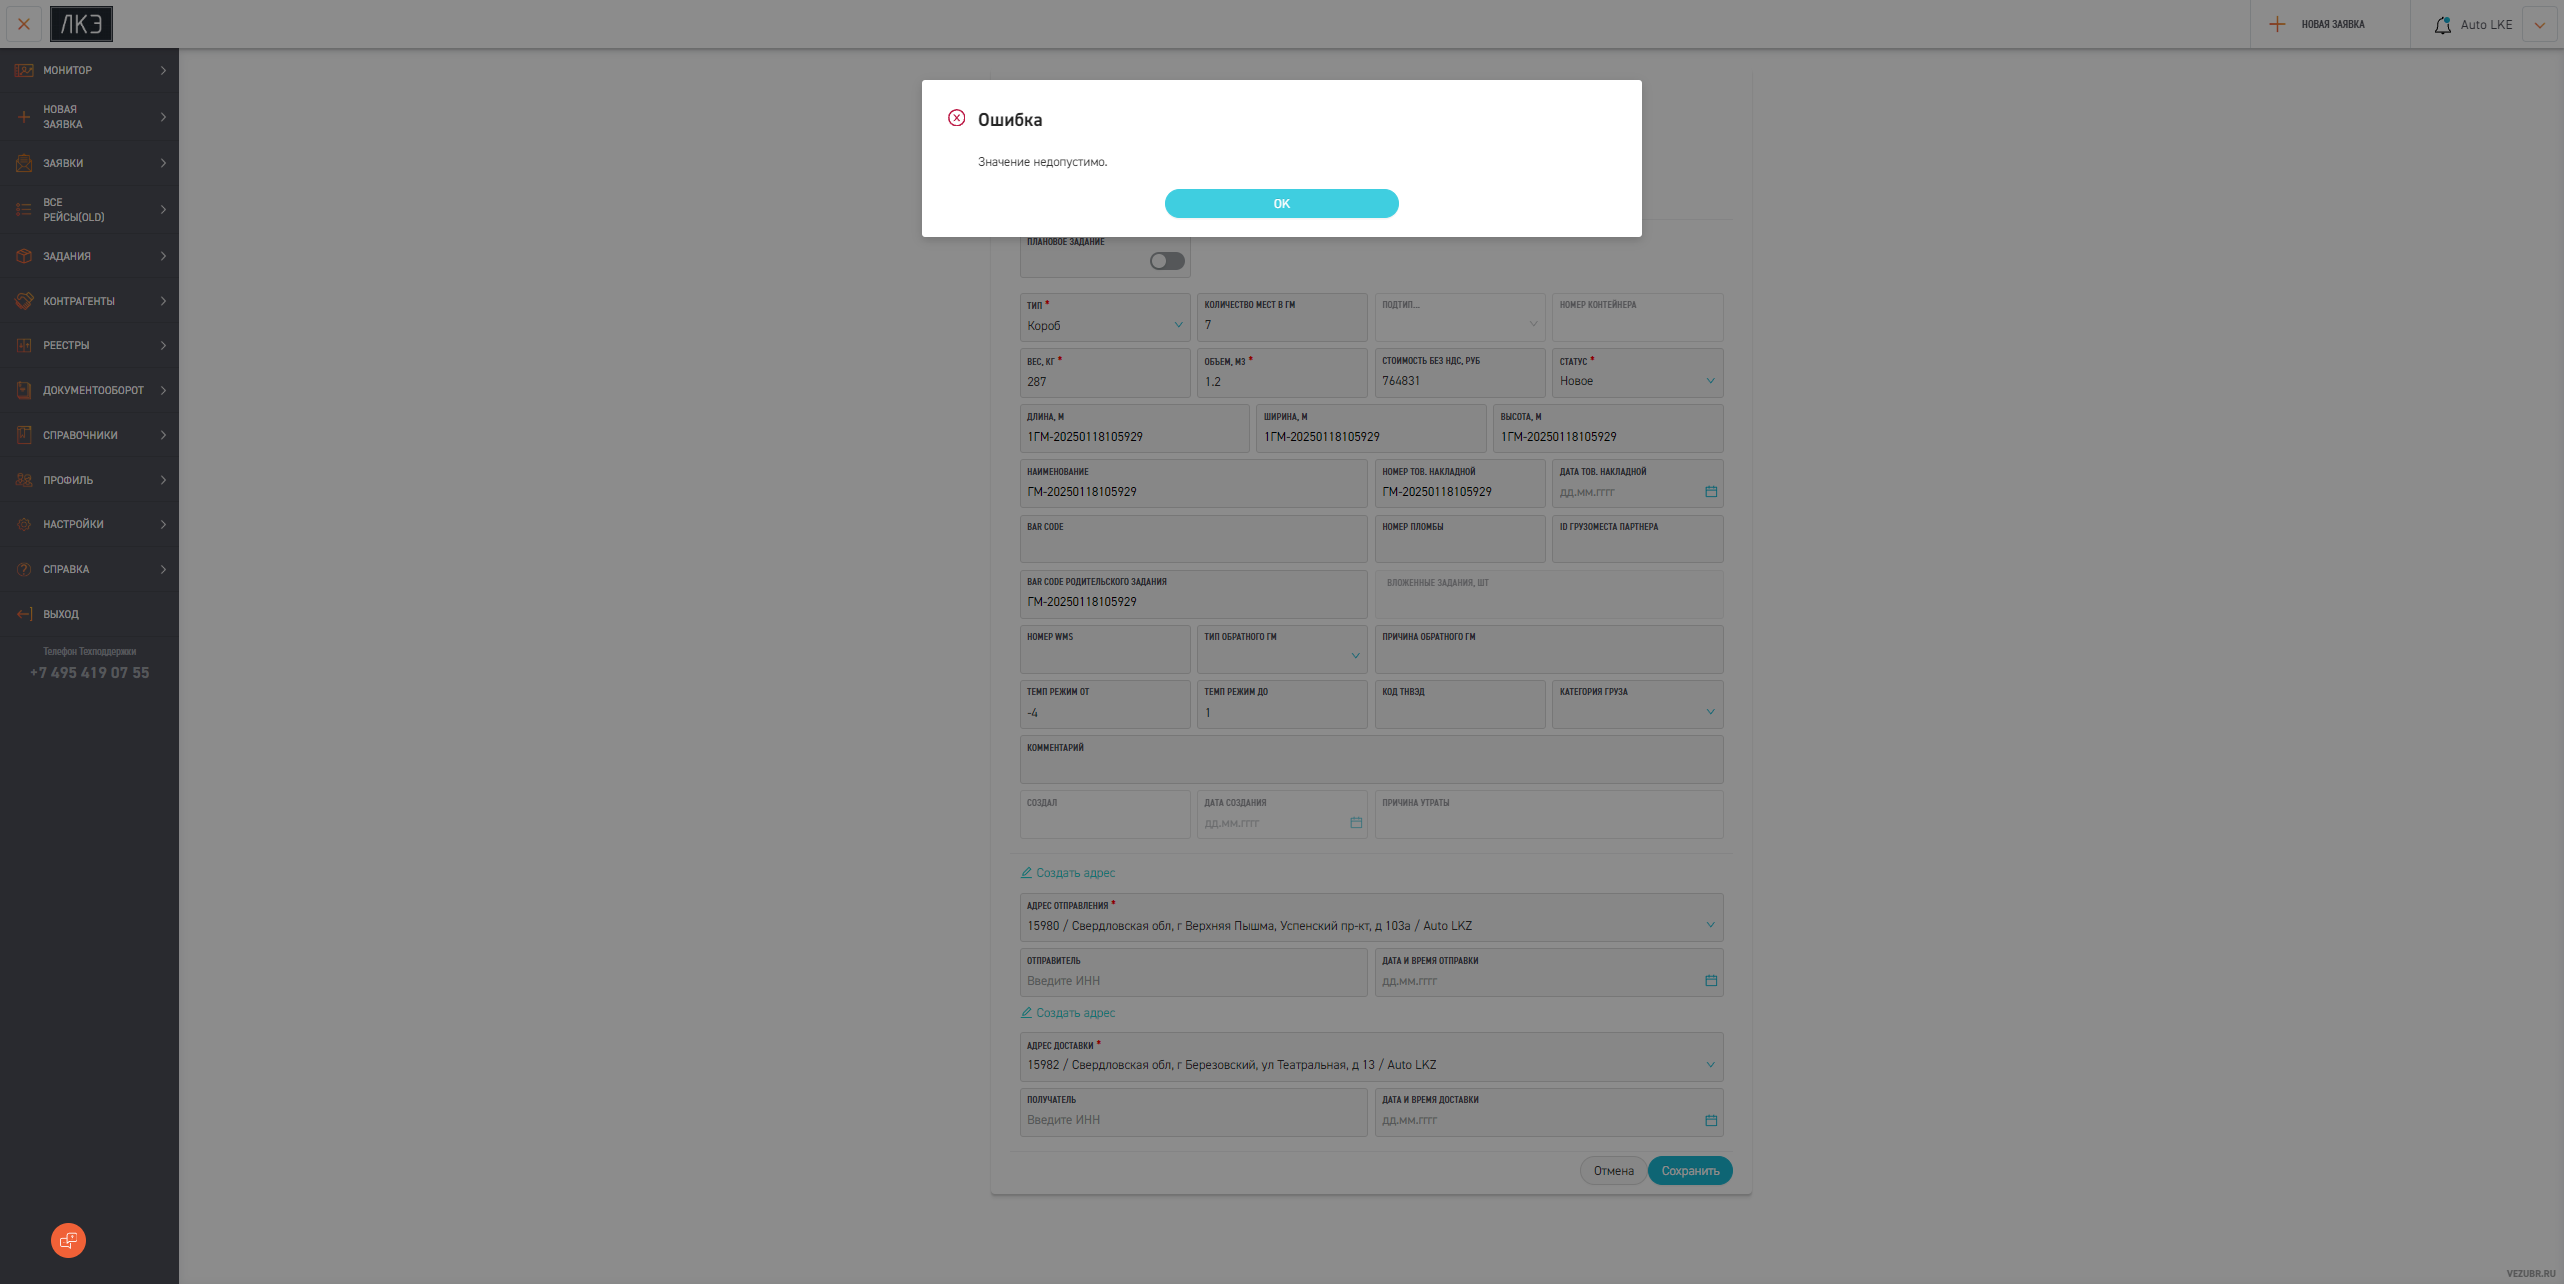 ЛКЭ
НОВАЯ ЗАЯВКА
Auto LKE
МОНИТОР
НОВАЯ
ЗАЯВКА
ЗАЯВКИ
ВСЕ
РЕЙСЫ(OLD)
ЗАДАНИЯ
КОНТРАГЕНТЫ
РЕЕСТРЫ
ДОКУМЕНТООБОРОТ
СПРАВОЧНИКИ
ПРОФИЛЬ
НАСТРОЙКИ
СПРАВКА
ВЫХОД
Телефон Техподдержки
+7 495 419 07 55
Ошибка
Значение недопустимо.
ОК
ПЛАНОВОЕ ЗАДАНИЕ
ТИП * КОЛИЧЕСТВО МЕСТ В ГМ ПОДТИП... НОМЕР КОНТЕЙНЕРА
Короб 7
ВЕС, КГ * ОБЪЕМ, М3 * СТОИМОСТЬ БЕЗ НДС, РУБ СТАТУС *
287 1.2 764831 Новое
ДЛИНА, М ШИРИНА, М ВЫСОТА, М
1ГМ-20250118105929 1ГМ-20250118105929 1ГМ-20250118105929
НАИМЕНОВАНИЕ НОМЕР ТОВ. НАКЛАДНОЙ ДАТА ТОВ. НАКЛАДНОЙ
ГМ-20250118105929 ГМ-20250118105929 дд.мм.гггг
BAR CODE НОМЕР ПЛОМБЫ ID ГРУЗОМЕСТА ПАРТНЕРА
BAR CODE РОДИТЕЛЬСКОГО ЗАДАНИЯ ВЛОЖЕННЫЕ ЗАДАНИЯ, ШТ
ГМ-20250118105929
НОМЕР WMS ТИП ОБРАТНОГО ГМ ПРИЧИНА ОБРАТНОГО ГМ
ТЕМП РЕЖИМ ОТ ТЕМП РЕЖИМ ДО КОД ТНВЭД КАТЕГОРИЯ ГРУЗА
-4 1
КОММЕНТАРИЙ
СОЗДАЛ ДАТА СОЗДАНИЯ ПРИЧИНА УТРАТЫ
дд.мм.гггг
Создать адрес
АДРЕС ОТПРАВЛЕНИЯ *
15980 / Свердловская обл, г Верхняя Пышма, Успенский пр-кт, д 103а / Auto LKZ
ОТПРАВИТЕЛЬ ДАТА И ВРЕМЯ ОТПРАВКИ
Введите ИНН дд.мм.гггг
Создать адрес
АДРЕС ДОСТАВКИ *
15982 / Свердловская обл, г Березовский, ул Театральная, д 13 / Auto LKZ
ПОЛУЧАТЕЛЬ ДАТА И ВРЕМЯ ДОСТАВКИ
Введите ИНН дд.мм.гггг
Отмена Сохранить
VEZUBR.RU